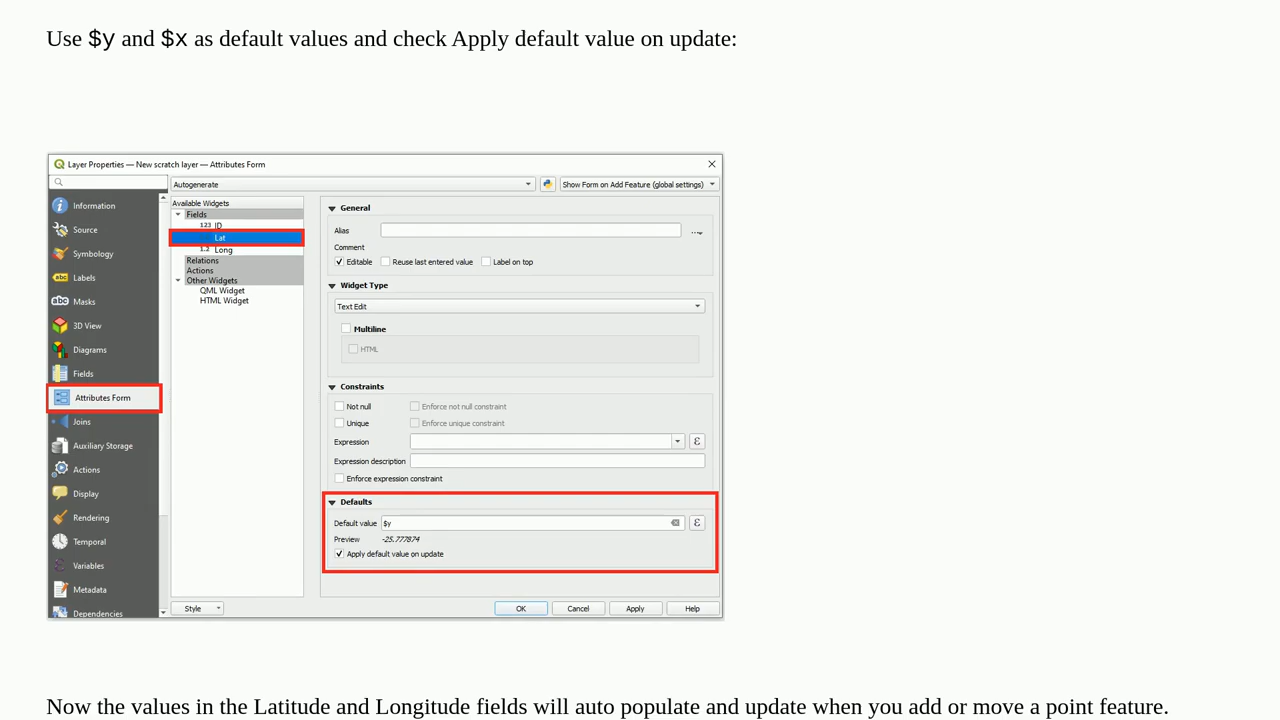 Use $y and $x as default values and check Apply default value on update:
Layer Properties — New scratch layer — Attributes Form
Autogenerate
Show Form on Add Feature (global settings)
Information
Source
Symbology
Labels
Masks
3D View
Diagrams
Fields
Attributes Form
Joins
Auxiliary Storage
Actions
Display
Rendering
Temporal
Variables
Metadata
Dependencies
Available Widgets
Fields
123 ID
Lat
1.2 Long
Relations
Actions
Other Widgets
QML Widget
HTML Widget
General
Alias
Comment
Editable Reuse last entered value Label on top
Widget Type
Text Edit
Multiline
HTML
Constraints
Not null Enforce not null constraint
Unique Enforce unique constraint
Expression ε
Expression description
Enforce expression constraint
Defaults
Default value $y ε
Preview -25.777874
Apply default value on update
Style OK Cancel Apply Help
Now the values in the Latitude and Longitude fields will auto populate and update when you add or move a point feature.